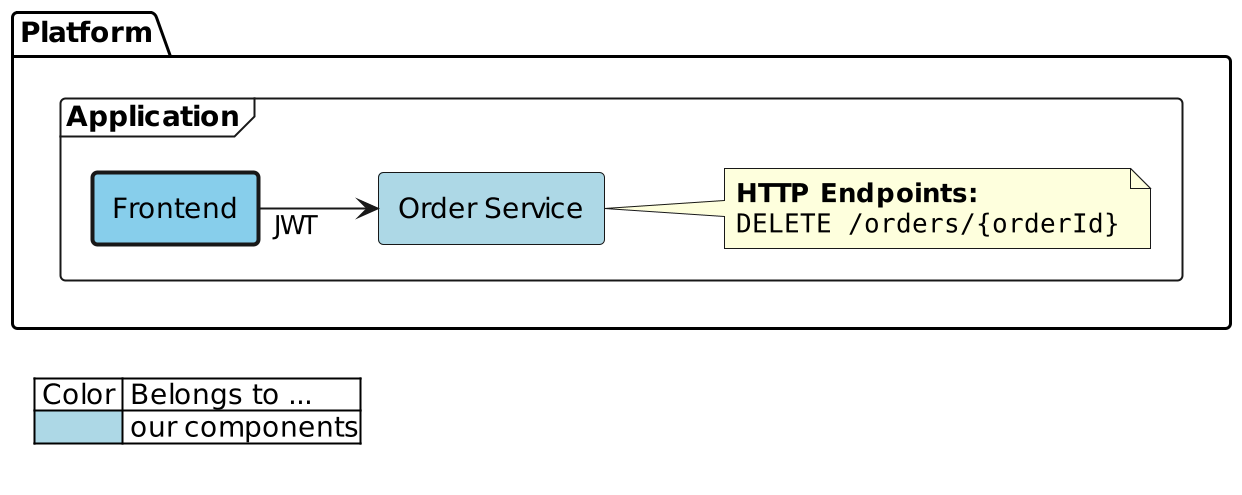 Platform
Application
Frontend
JWT
Order Service
HTTP Endpoints:
DELETE /orders/{orderId}
Color Belongs to ...
our components